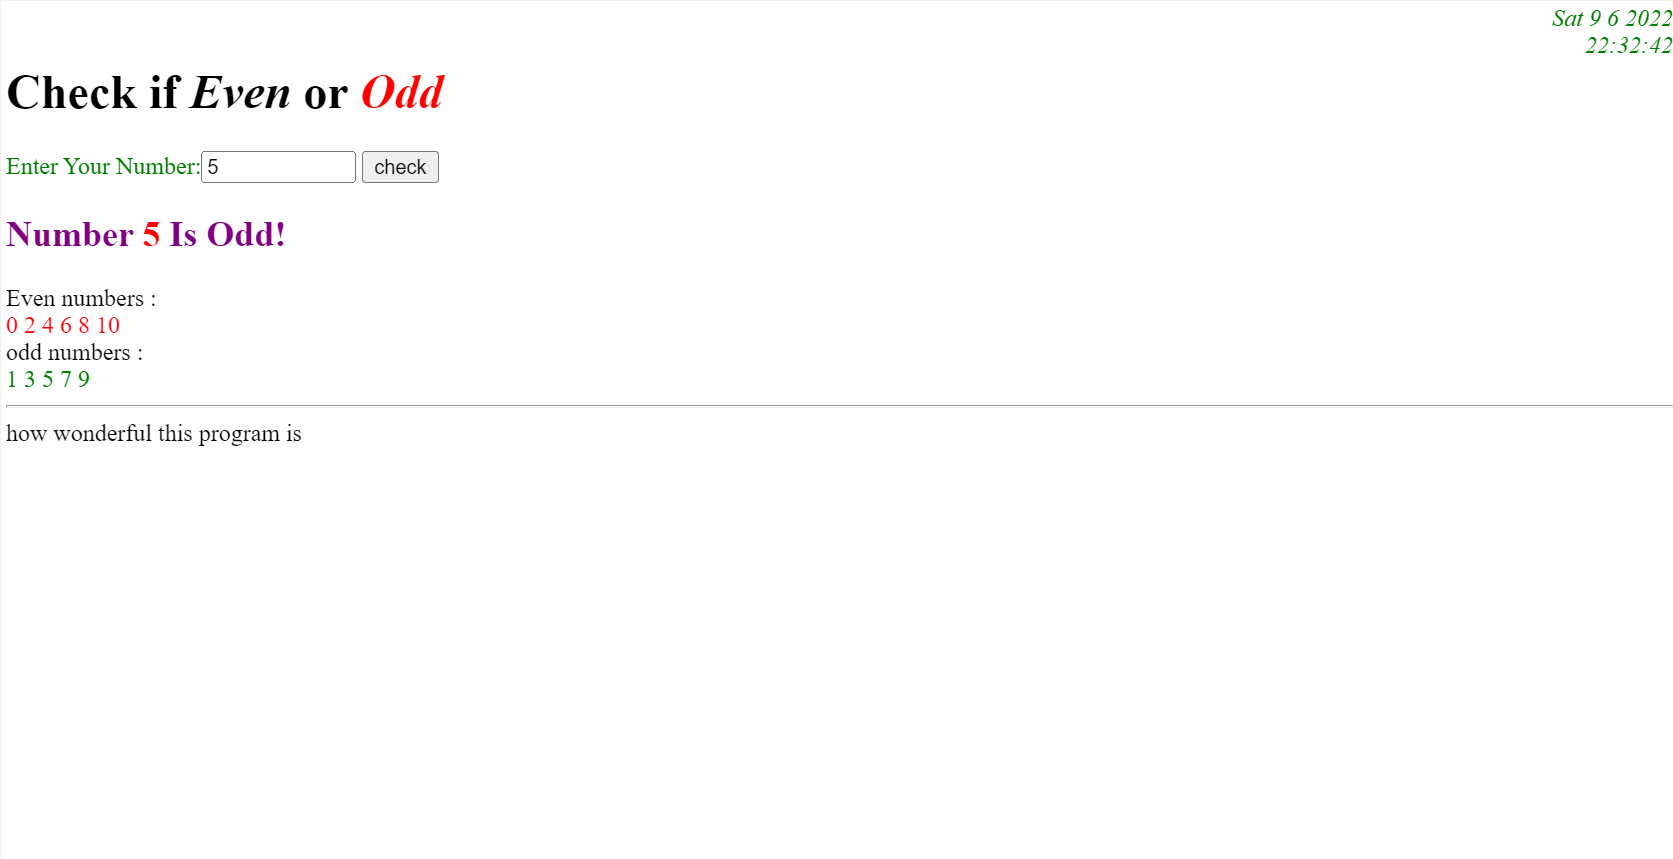 Sat 9 6 2022
22:32:42
Check if Even or Odd
Enter Your Number:5 check
Number 5 Is Odd!
Even numbers :
0 2 4 6 8 10
odd numbers :
1 3 5 7 9
how wonderful this program is